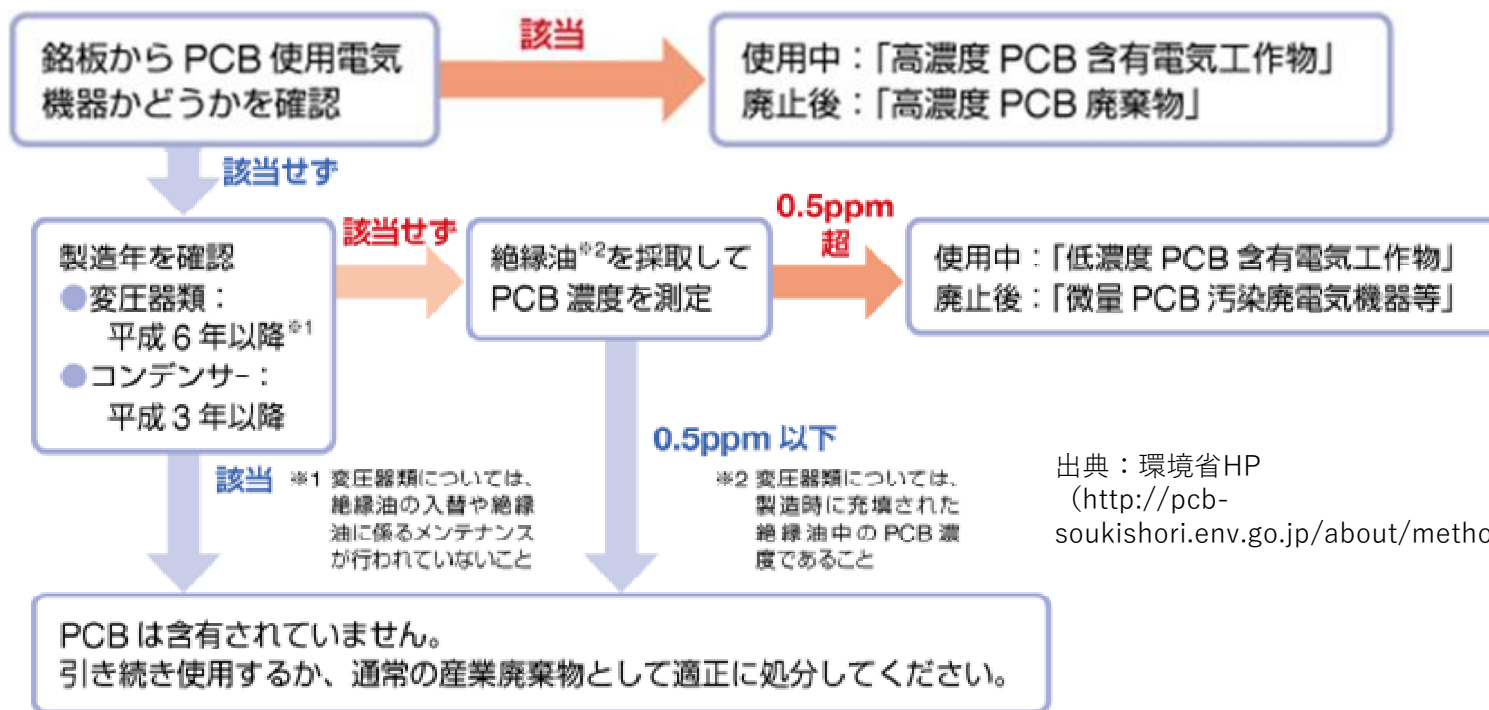 銘板から PCB 使用電気
機器かどうかを確認
該当
使用中：「高濃度 PCB 含有電気工作物」
廃止後：「高濃度 PCB 廃棄物」
該当せず
製造年を確認
●変圧器類：
平成 6 年以降※1
●コンデンサー：
平成 3 年以降
該当せず
絶縁油※2を採取して
PCB 濃度を測定
0.5ppm
超
使用中：「低濃度 PCB 含有電気工作物」
廃止後：「微量 PCB 汚染廃電気機器等」
該当
※1 変圧器類については、
絶縁油の入替や絶縁
油に係るメンテナンス
が行われていないこと
0.5ppm 以下
※2 変圧器類については、
製造時に充填された
絶縁油中の PCB 濃
度であること
出典：環境省HP
（http://pcb-
soukishori.env.go.jp/about/metho
PCB は含有されていません。
引き続き使用するか、通常の産業廃棄物として適正に処分してください。